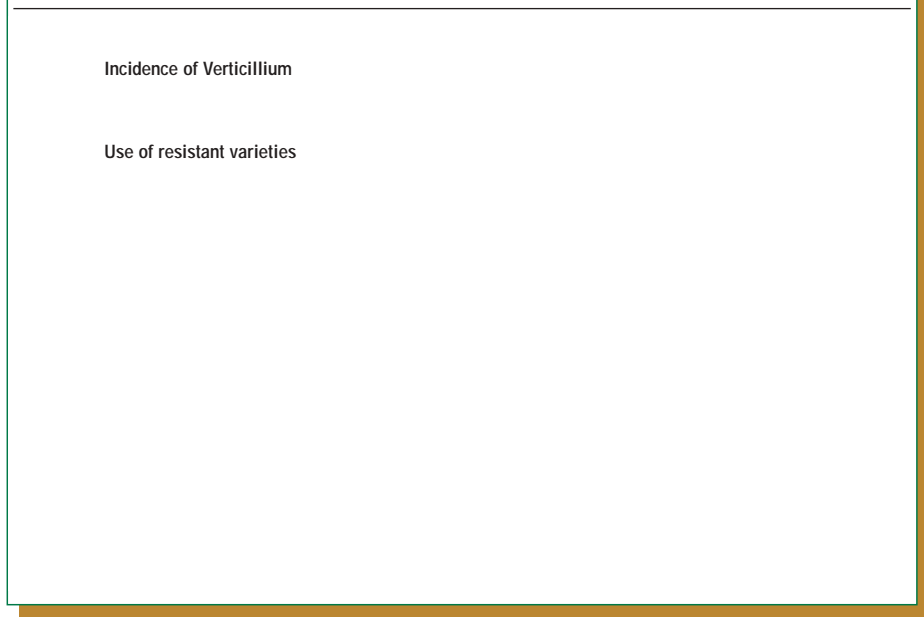 Incidence of Verticillium
Use of resistant varieties